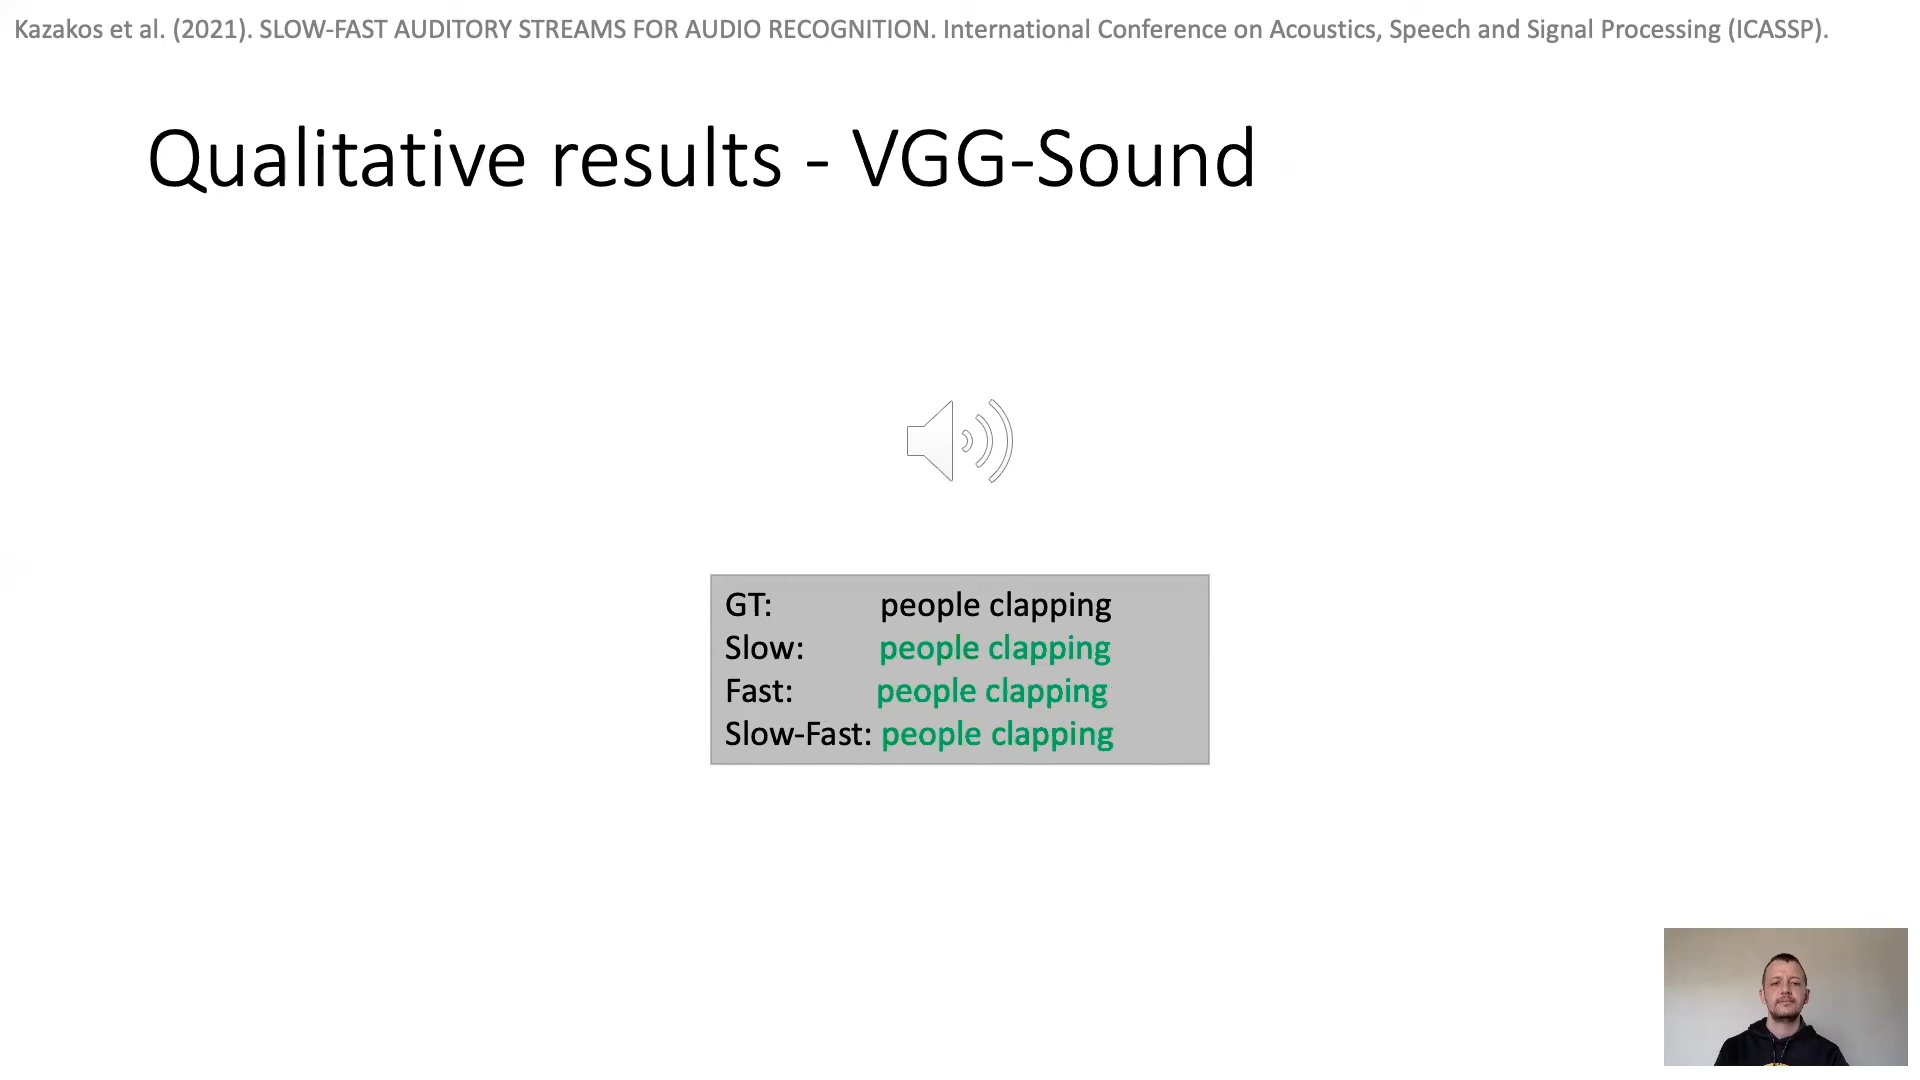 Kazakos et al. (2021). SLOW-FAST AUDITORY STREAMS FOR AUDIO RECOGNITION. International Conference on Acoustics, Speech and Signal Processing (ICASSP).
Qualitative results - VGG-Sound
GT: people clapping
Slow: people clapping
Fast: people clapping
Slow-Fast: people clapping